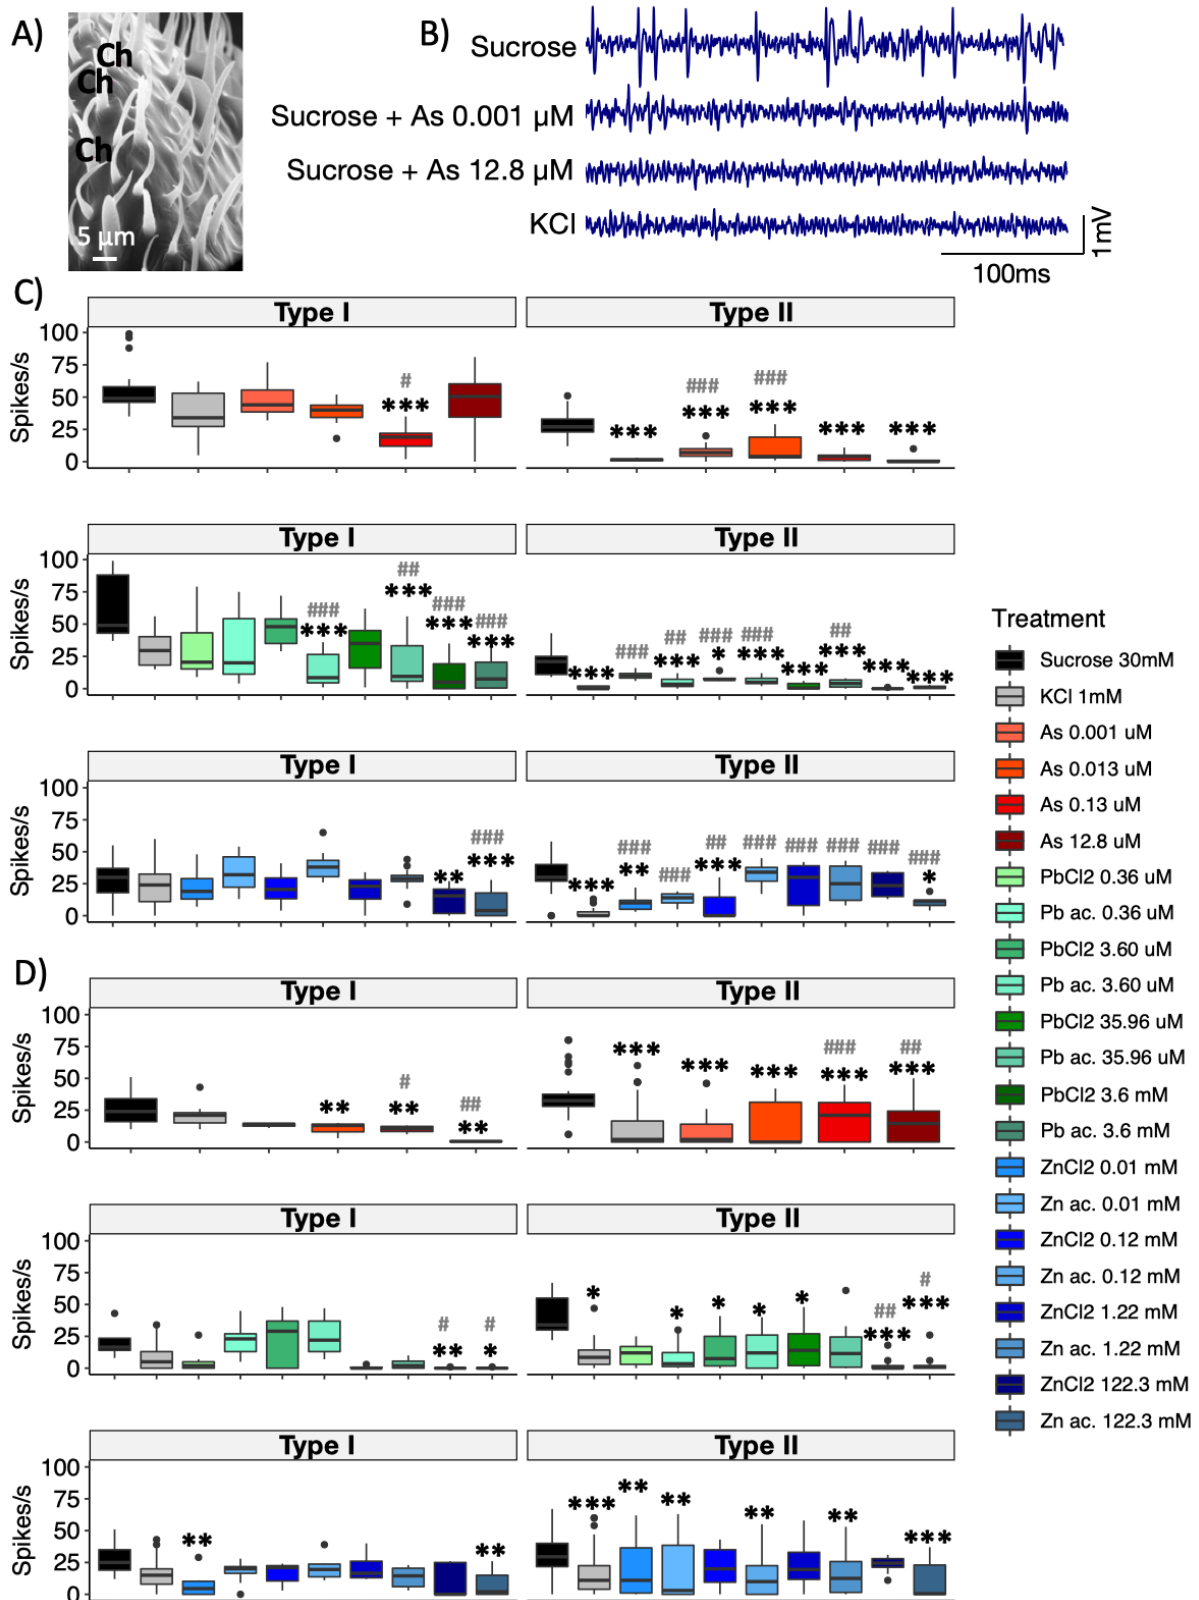 A)
Ch
Ch
Ch
5 µm
B)
Sucrose
Sucrose + As 0.001 µM
Sucrose + As 12.8 µM
KCl
1mV
100ms
C)
Type I
Type II
Spikes/s
100
75
50
25
0
#
***
***
###
***
###
***
***
***
Type I
Type II
Spikes/s
100
75
50
25
0
###
***
##
***
###
***
###
***
***
###
##
***
###
*
###
***
***
##
***
***
***
Type I
Type II
Spikes/s
100
75
50
25
0
**
###
***
***
###
**
###
##
***
###
###
###
###
###
*
D)
Type I
Type II
Spikes/s
100
75
50
25
0
**
#
**
##
**
***
***
***
###
***
##
***
Type I
Type II
Spikes/s
100
75
50
25
0
#
**
#
*
*
*
*
*
*
##
***
#
***
Type I
Type II
Spikes/s
100
75
50
25
0
**
**
***
**
**
**
**
***
Treatment
Sucrose 30mM
KCl 1mM
As 0.001 uM
As 0.013 uM
As 0.13 uM
As 12.8 uM
PbCl2 0.36 uM
Pb ac. 0.36 uM
PbCl2 3.60 uM
Pb ac. 3.60 uM
PbCl2 35.96 uM
Pb ac. 35.96 uM
PbCl2 3.6 mM
Pb ac. 3.6 mM
ZnCl2 0.01 mM
Zn ac. 0.01 mM
ZnCl2 0.12 mM
Zn ac. 0.12 mM
ZnCl2 1.22 mM
Zn ac. 1.22 mM
ZnCl2 122.3 mM
Zn ac. 122.3 mM